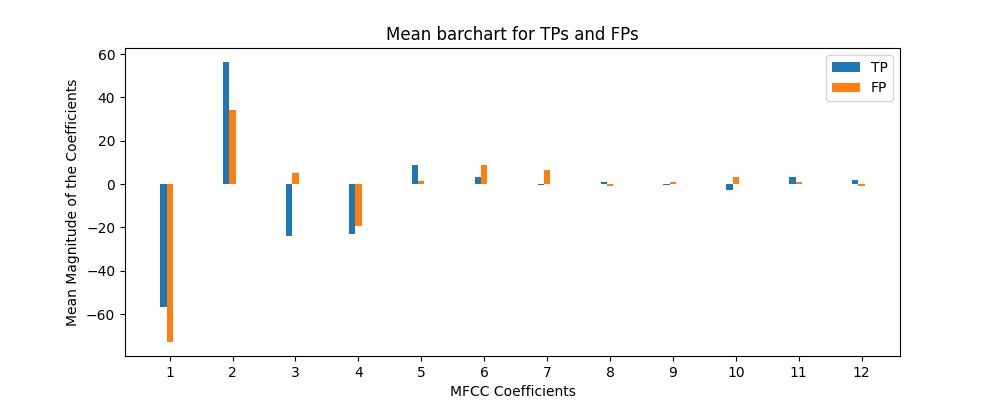 Mean barchart for TPs and FPs
Mean Magnitude of the Coefficients
60
40
20
0
−20
−40
−60
TP
FP
1 2 3 4 5 6 7 8 9 10 11 12
MFCC Coefficients